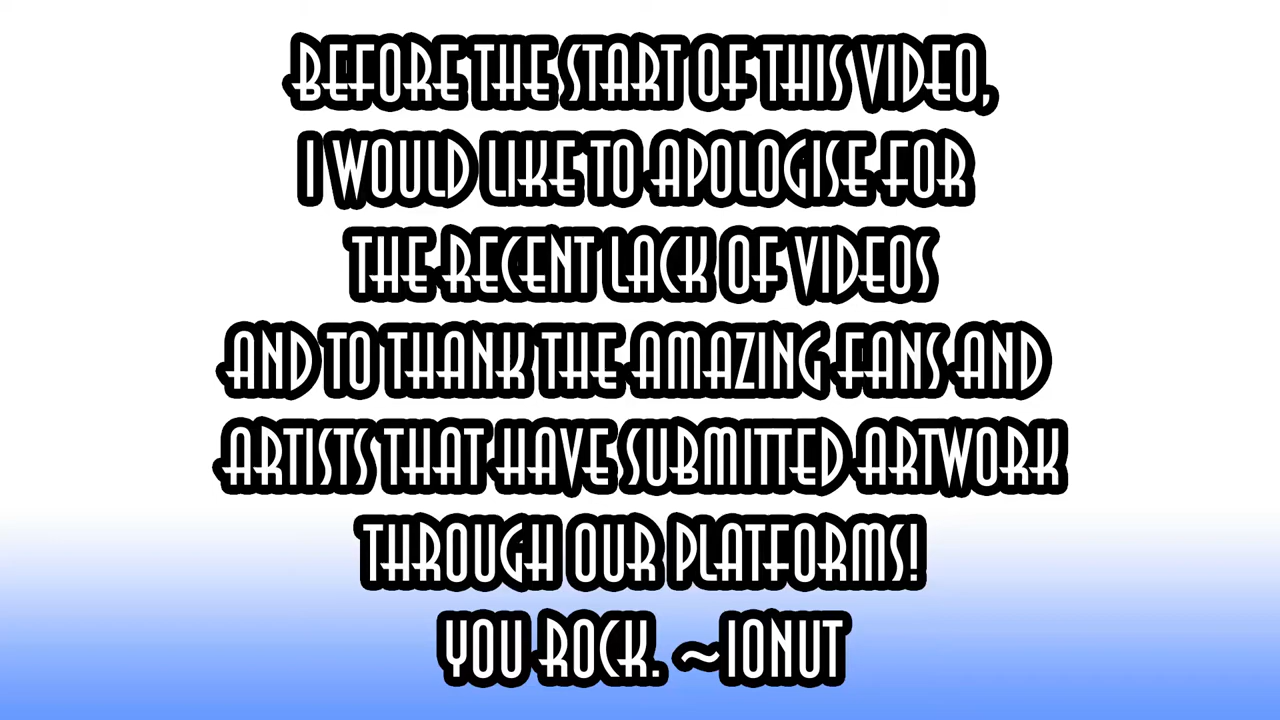 BEFORE THE START OF THIS VIDEO,
I WOULD LIKE TO APOLOGISE FOR
THE RECENT LACK OF VIDEOS
AND TO THANK THE AMAZING FANS AND
ARTISTS THAT HAVE SUBMITTED ARTWORK
THROUGH OUR PLATFORMS!
YOU ROCK. ~IONUT